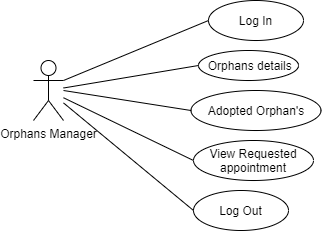 Log In
Orphans details
Orphans Manager
Adopted Orphan's
View Requested
appointment
Log Out